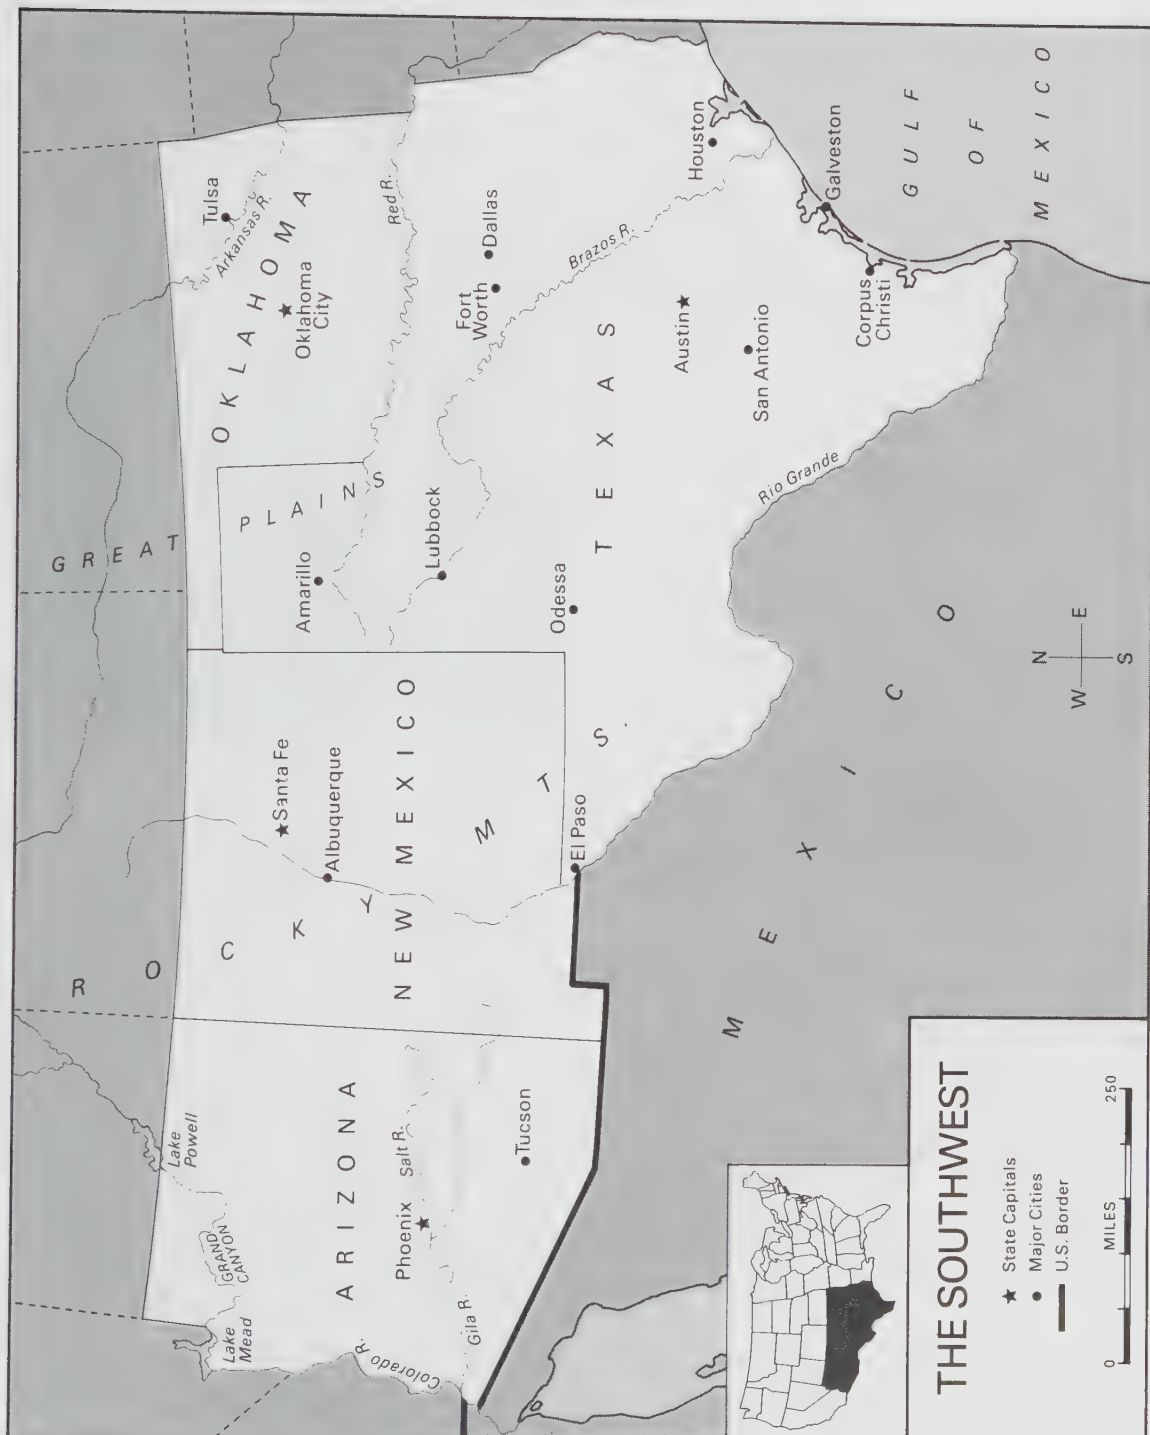 GREAT
PLAINS
ROCKY MTS
OKLAHOMA
Tulsa
Arkansas R.
Oklahoma
City
Red R.
Dallas
Fort
Worth
Brazos R.
Houston
Galveston
GULF
OF
MEXICO
TEXAS
Austin
San Antonio
Corpus
Christi
Rio Grande
Amarillo
Lubbock
Odessa
El Paso
NEW MEXICO
Santa Fe
Albuquerque
ARIZONA
Lake
Powell
GRAND
CANYON
Lake
Mead
Phoenix
Salt R.
Gila R.
Colorado R.
Tucson
MEXICO
N
W E
S
THE SOUTHWEST
State Capitals
Major Cities
U.S. Border
0 MILES 250